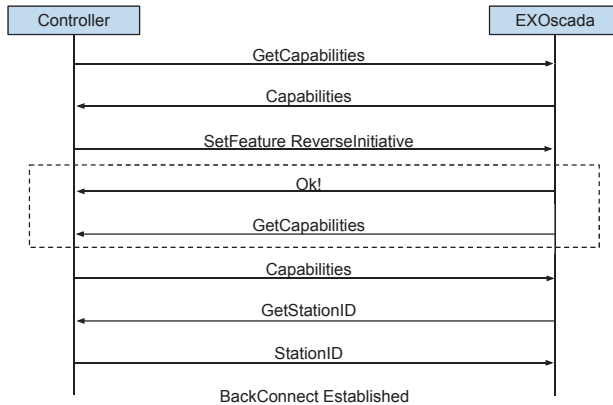 Controller
EXOscada
GetCapabilities
Capabilities
SetFeature ReverseInitiative
Ok!
GetCapabilities
Capabilities
GetStationID
StationID
BackConnect Established